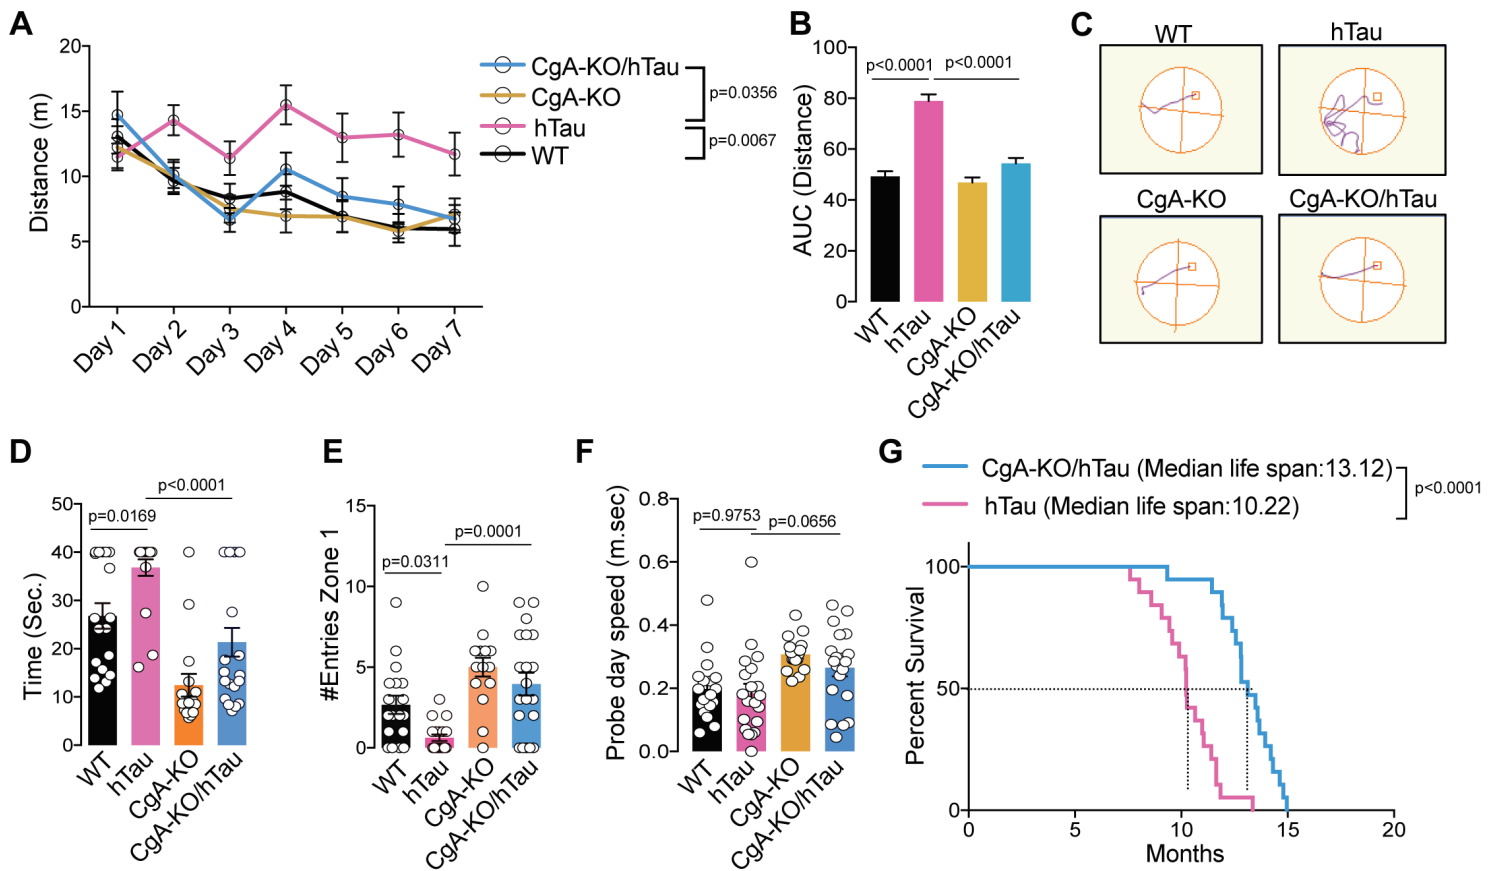 A
20
15
10
5
0
Distance (m)
Day 1
Day 2
Day 3
Day 4
Day 5
Day 6
Day 7
CgA-KO/hTau
CgA-KO
hTau
WT
p=0.0356
p=0.0067
B
100
80
60
40
20
0
AUC (Distance)
p<0.0001
p<0.0001
WT
hTau
CgA-KO
CgA-KO/hTau
C
WT
hTau
CgA-KO
CgA-KO/hTau
D
50
40
30
20
10
0
Time (Sec.)
p=0.0169
p<0.0001
WT
hTau
CgA-KO
CgA-KO/hTau
E
15
10
5
0
#Entries Zone 1
p=0.0311
p=0.0001
WT
hTau
CgA-KO
CgA-KO/hTau
F
0.8
0.6
0.4
0.2
0.0
Probe day speed (m.sec)
p=0.9753
p=0.0656
WT
hTau
CgA-KO
CgA-KO/hTau
G
CgA-KO/hTau (Median life span:13.12)
hTau (Median life span:10.22)
p<0.0001
100
50
0
Percent Survival
0
5
10
15
20
Months